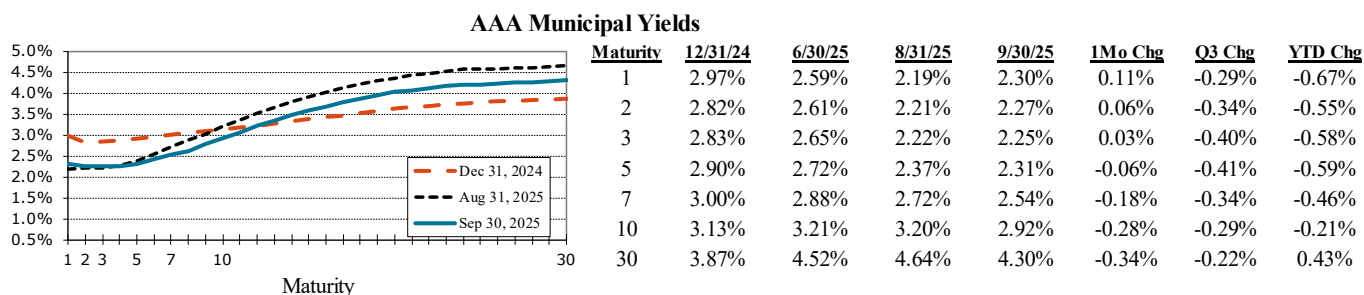 AAA Municipal Yields
5.0%
4.5%
4.0%
3.5%
3.0%
2.5%
2.0%
1.5%
1.0%
0.5%
Dec 31, 2024
Aug 31, 2025
Sep 30, 2025
1 2 3 5 7 10 30
Maturity
Maturity 12/31/24 6/30/25 8/31/25 9/30/25 1Mo Chg Q3 Chg YTD Chg
1 2.97% 2.59% 2.19% 2.30% 0.11% -0.29% -0.67%
2 2.82% 2.61% 2.21% 2.27% 0.06% -0.34% -0.55%
3 2.83% 2.65% 2.22% 2.25% 0.03% -0.40% -0.58%
5 2.90% 2.72% 2.37% 2.31% -0.06% -0.41% -0.59%
7 3.00% 2.88% 2.72% 2.54% -0.18% -0.34% -0.46%
10 3.13% 3.21% 3.20% 2.92% -0.28% -0.29% -0.21%
30 3.87% 4.52% 4.64% 4.30% -0.34% -0.22% 0.43%